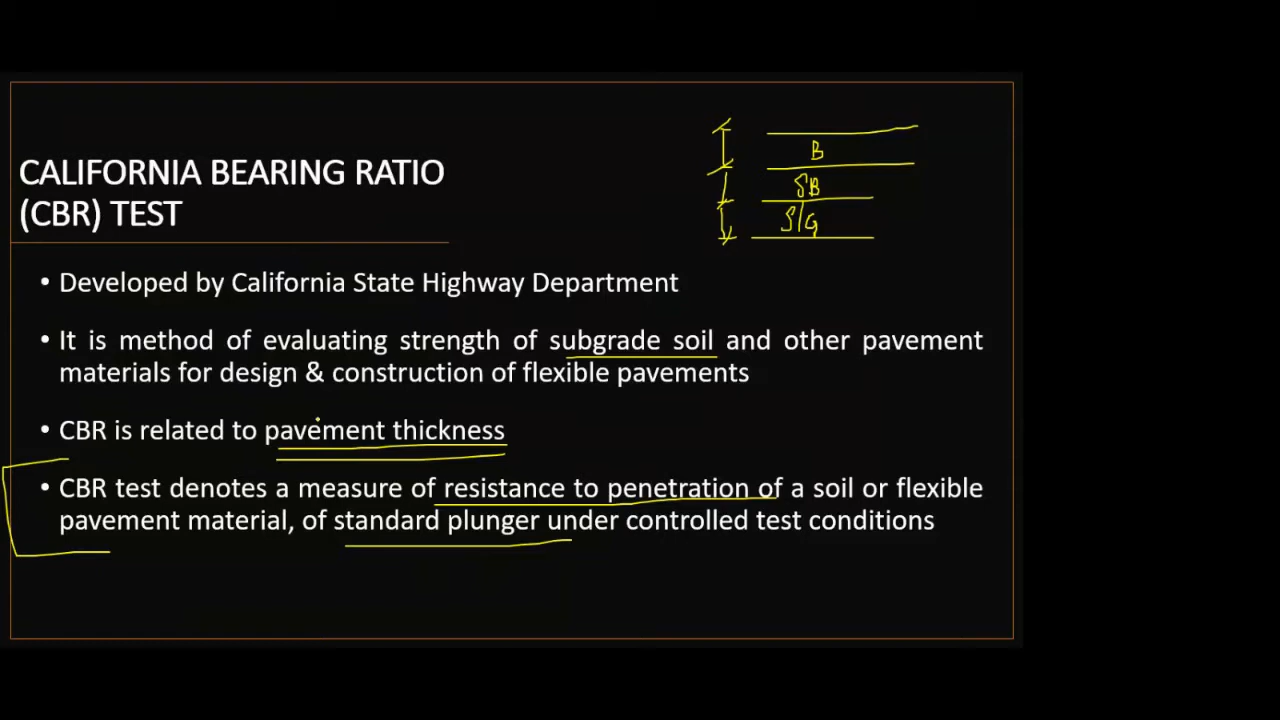 CALIFORNIA BEARING RATIO
(CBR) TEST
B
SB
S/G
• Developed by California State Highway Department
• It is method of evaluating strength of subgrade soil and other pavement
materials for design & construction of flexible pavements
• CBR is related to pavement thickness
• CBR test denotes a measure of resistance to penetration of a soil or flexible
pavement material, of standard plunger under controlled test conditions